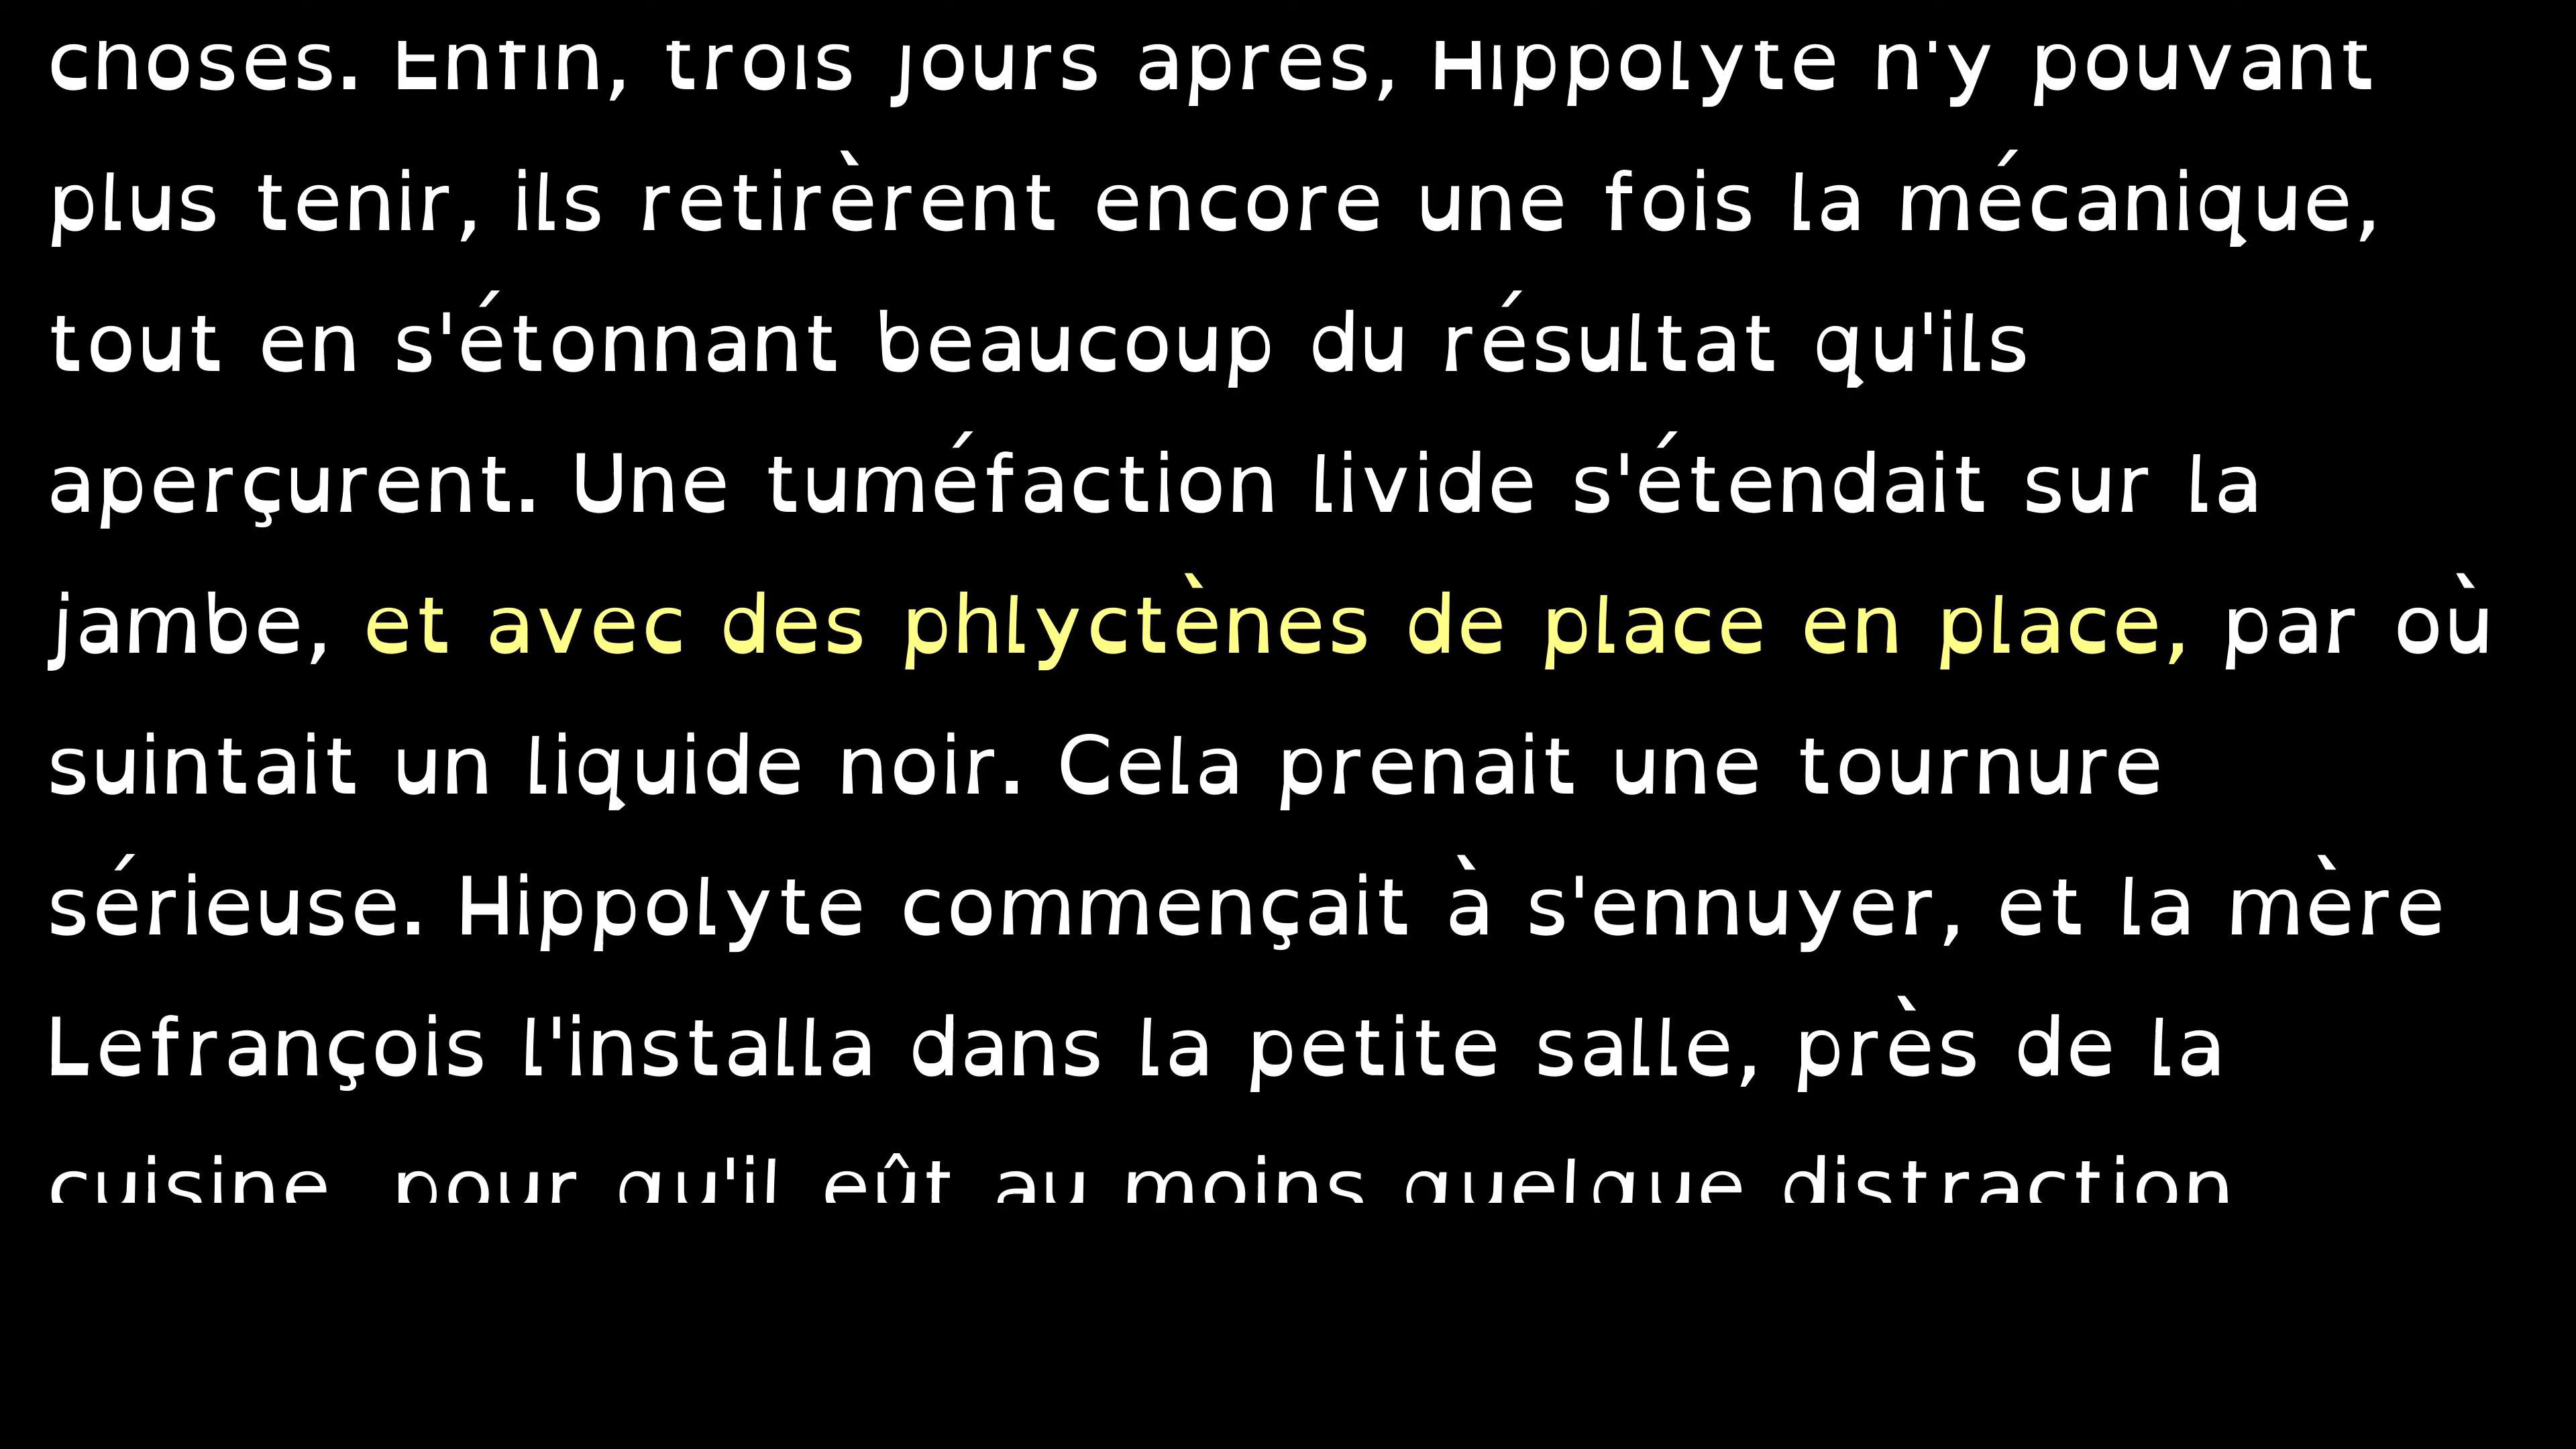 choses. Enfin, trois jours après, Hippolyte n'y pouvant
plus tenir, ils retirèrent encore une fois la mécanique,
tout en s'étonnant beaucoup du résultat qu'ils
aperçurent. Une tuméfaction livide s'étendait sur la
jambe, et avec des phlyctènes de place en place, par où
suintait un liquide noir. Cela prenait une tournure
sérieuse. Hippolyte commençait à s'ennuyer, et la mère
Lefrançois l'installa dans la petite salle, près de la
cuisine, pour qu'il eût au moins quelque distraction.